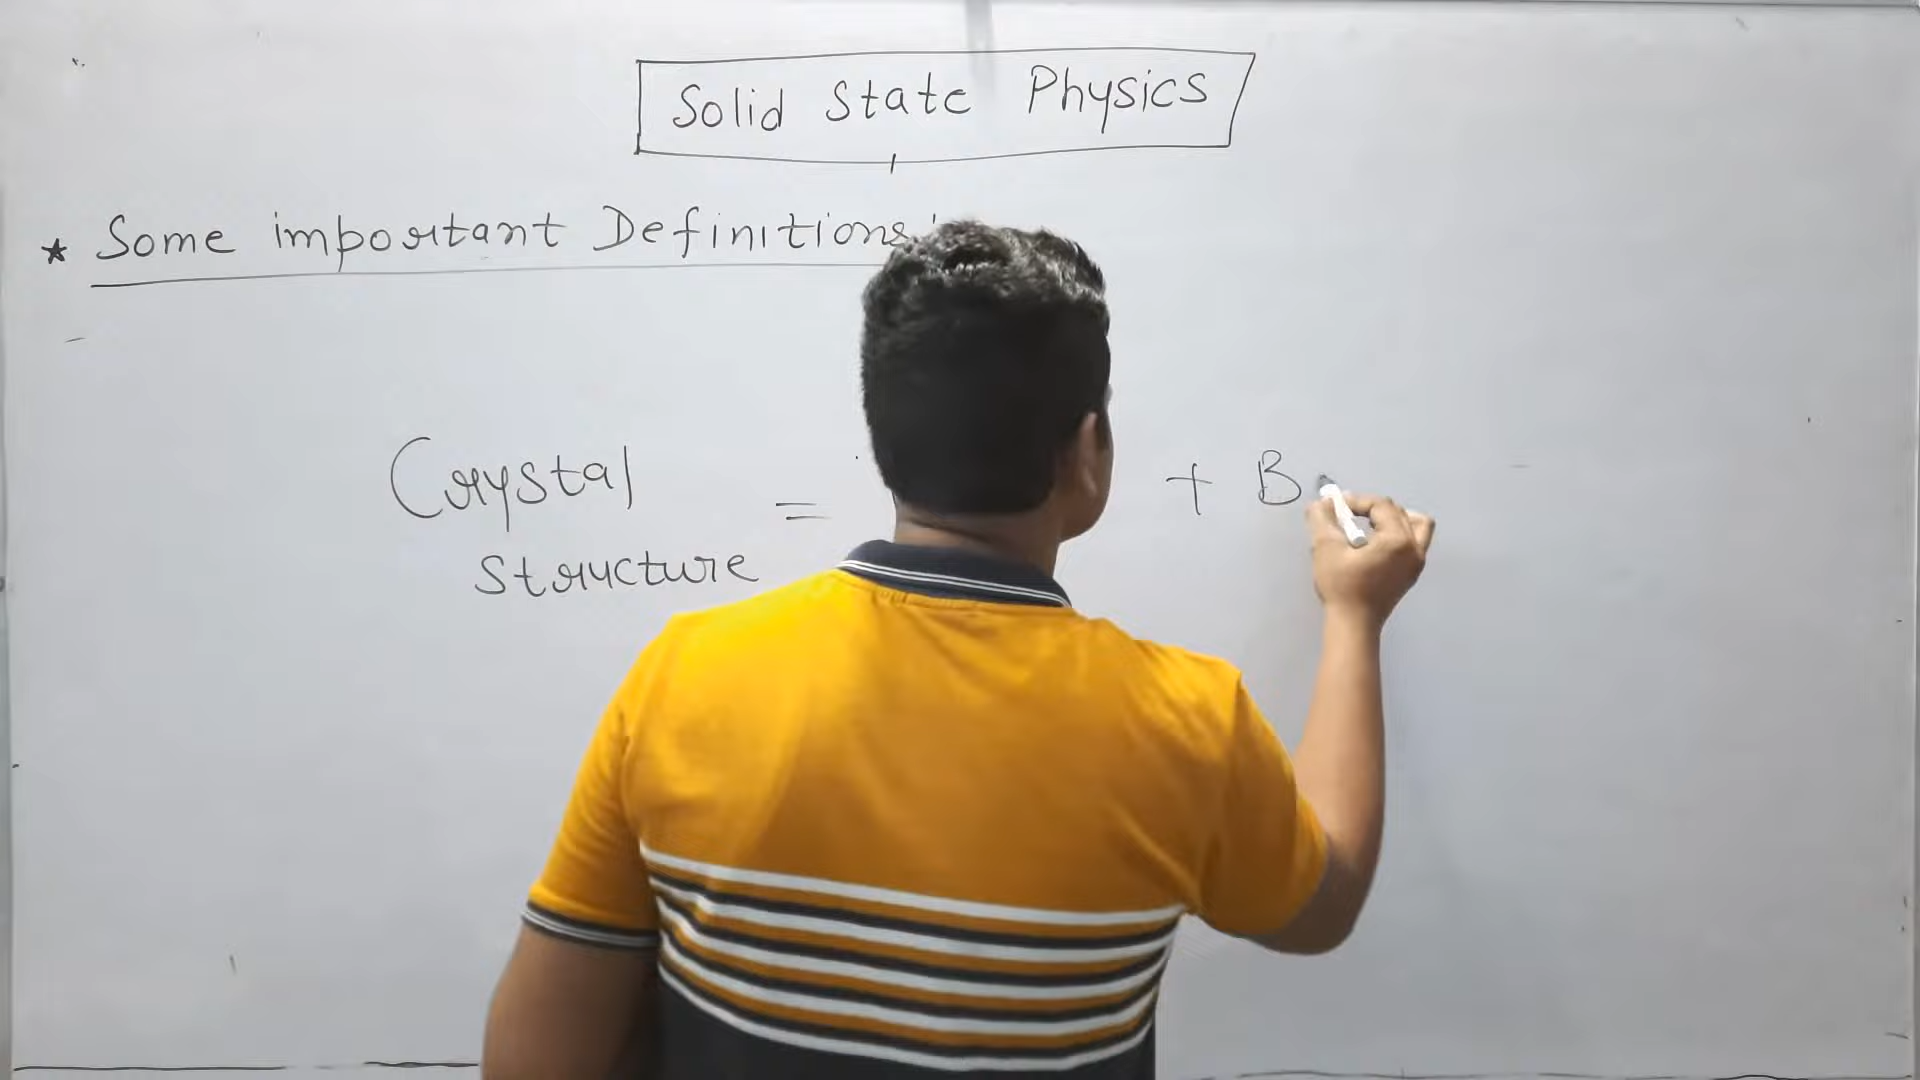 Solid State Physics
★ Some important Definitions
Crystal = + B
Structure